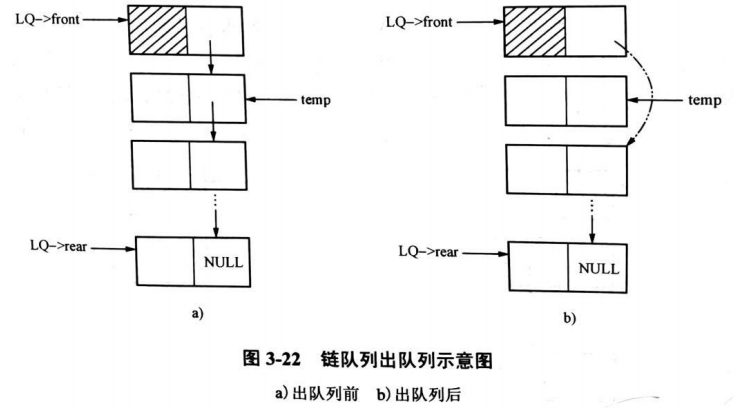 LQ->front
temp
LQ->rear
NULL
a)
LQ->front
temp
LQ->rear
NULL
b)
图 3-22 链队列出队列示意图
a) 出队列前 b) 出队列后